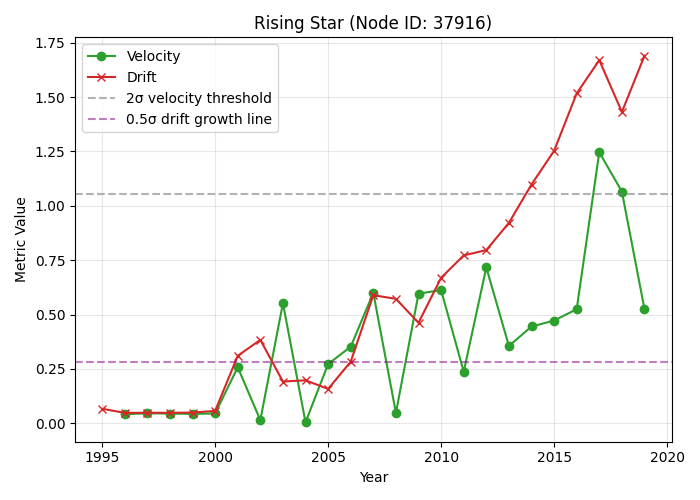 Rising Star (Node ID: 37916)
Velocity
Drift
2σ velocity threshold
0.5σ drift growth line
Metric Value
1.75
1.50
1.25
1.00
0.75
0.50
0.25
0.00
1995 2000 2005 2010 2015 2020
Year